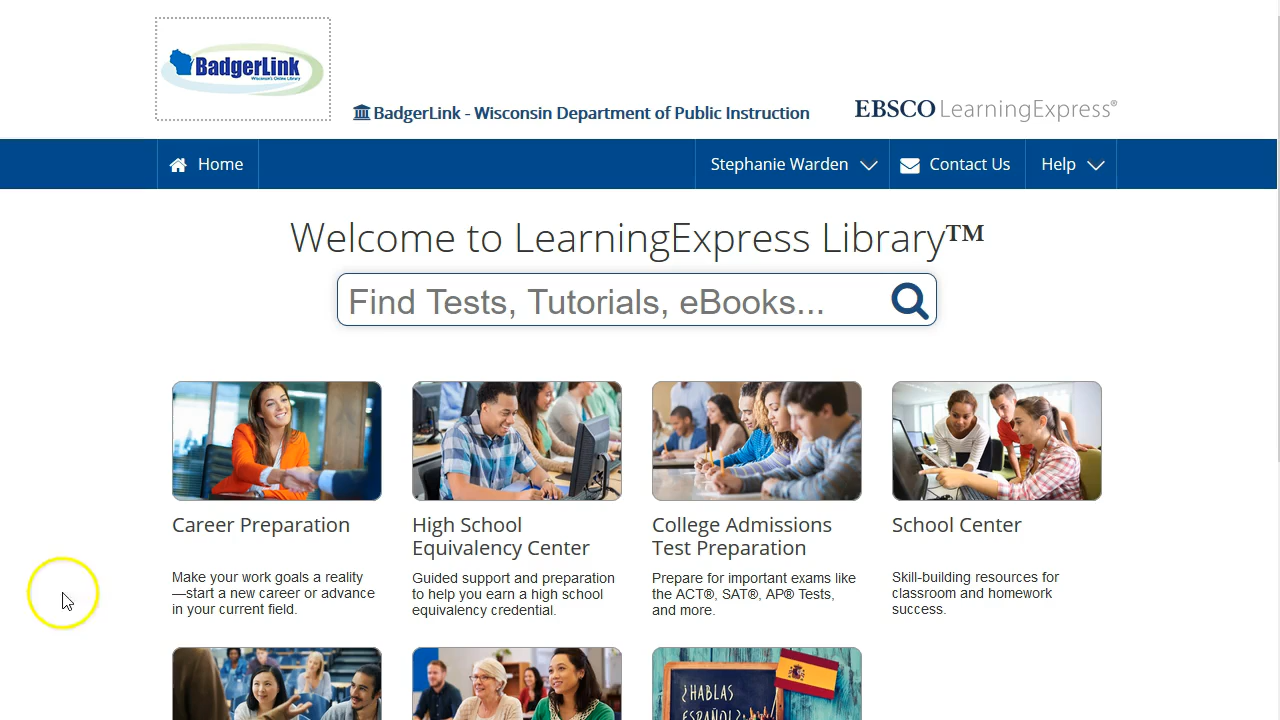 BadgerLink
Wisconsin's Online Library
BadgerLink - Wisconsin Department of Public Instruction
EBSCO LearningExpress®
Home
Stephanie Warden
Contact Us
Help
Welcome to LearningExpress Library™
Find Tests, Tutorials, eBooks...
Career Preparation
Make your work goals a reality
—start a new career or advance
in your current field.
High School
Equivalency Center
Guided support and preparation
to help you earn a high school
equivalency credential.
College Admissions
Test Preparation
Prepare for important exams like
the ACT®, SAT®, AP® Tests,
and more.
School Center
Skill-building resources for
classroom and homework
success.
¿HABLAS
ESPAÑOL?